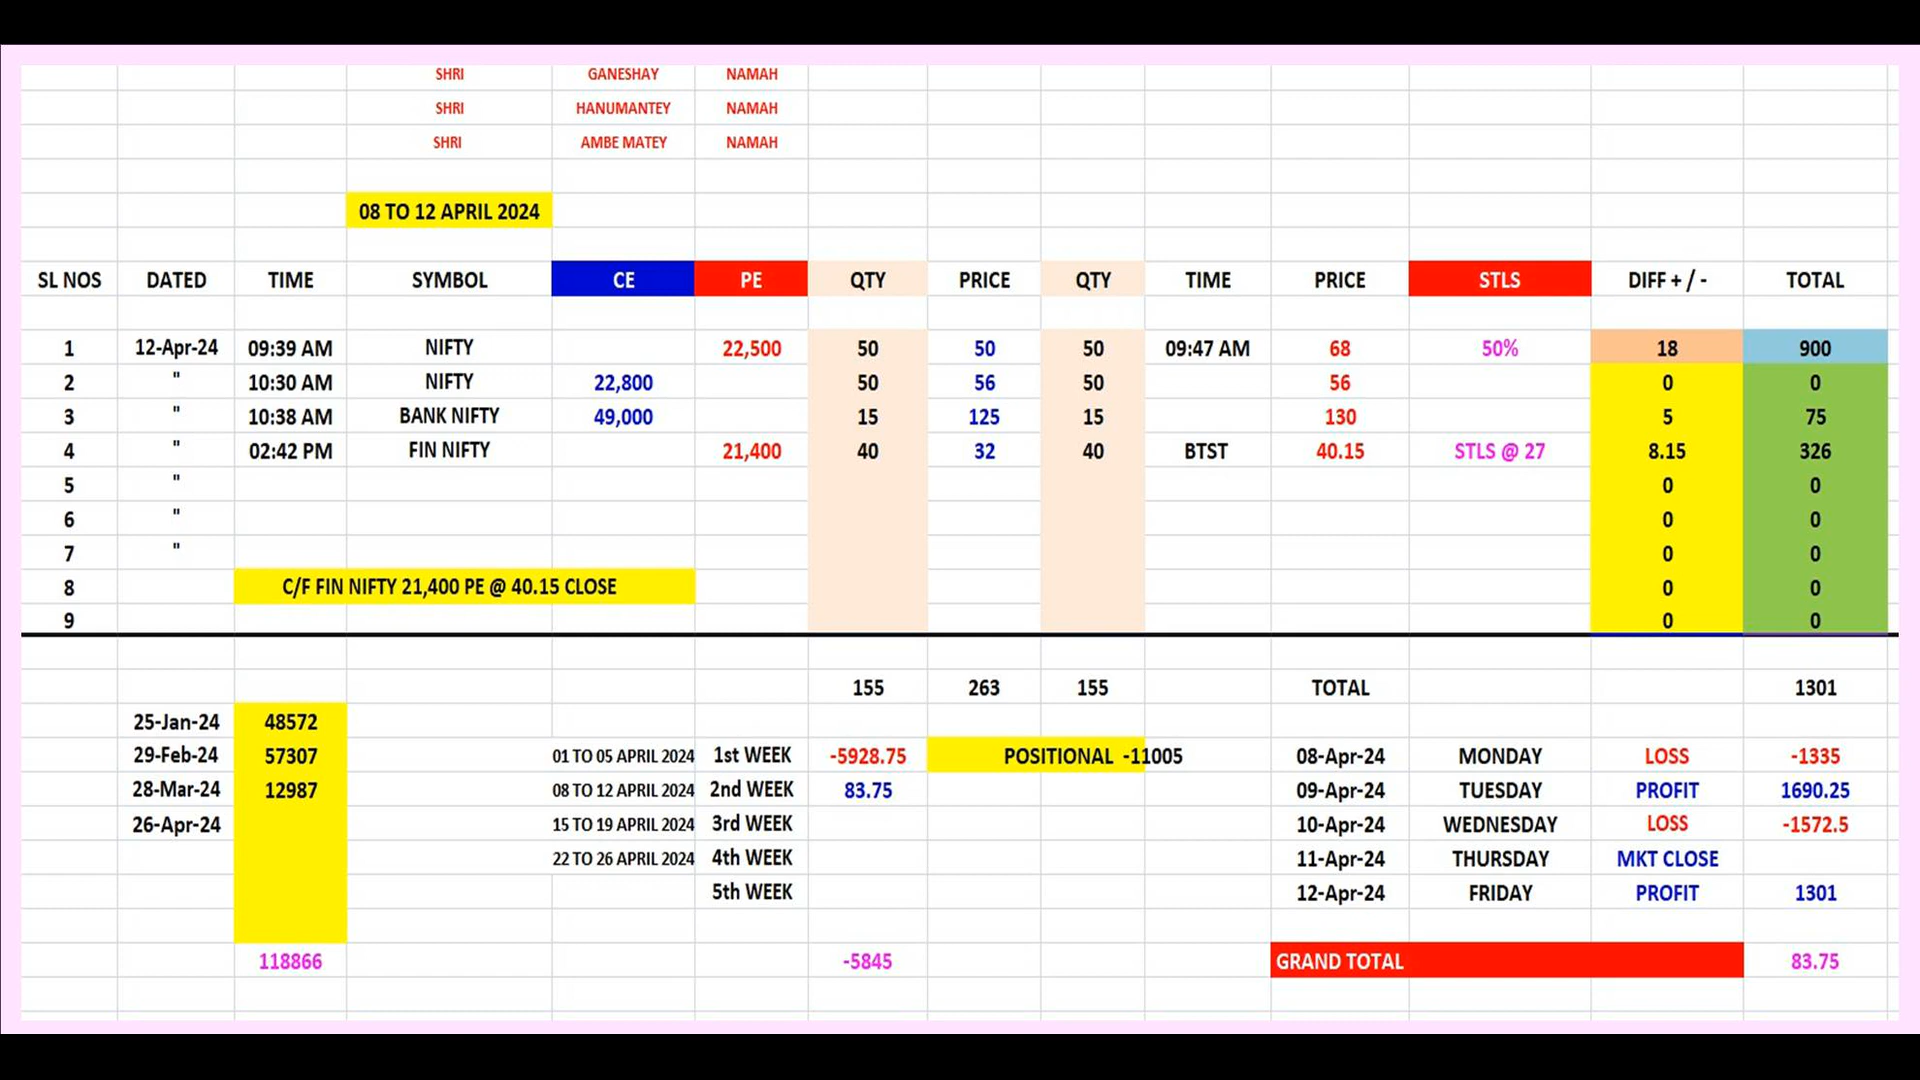 SHRI GANESHAY NAMAH
SHRI HANUMANTEY NAMAH
SHRI AMBE MATEY NAMAH
08 TO 12 APRIL 2024
SL NOS DATED TIME SYMBOL CE PE QTY PRICE QTY TIME PRICE STLS DIFF + / - TOTAL
1 12-Apr-24 09:39 AM NIFTY 22,500 50 50 50 09:47 AM 68 50% 18 900
2 " 10:30 AM NIFTY 22,800 50 56 50 56 0 0
3 " 10:38 AM BANK NIFTY 49,000 15 125 15 130 5 75
4 " 02:42 PM FIN NIFTY 21,400 40 32 40 BTST 40.15 STLS @ 27 8.15 326
5 " 0 0
6 " 0 0
7 " 0 0
8 C/F FIN NIFTY 21,400 PE @ 40.15 CLOSE 0 0
9 0 0
155 263 155 TOTAL 1301
25-Jan-24 48572
29-Feb-24 57307 01 TO 05 APRIL 2024 1st WEEK -5928.75 POSITIONAL -11005 08-Apr-24 MONDAY LOSS -1335
28-Mar-24 12987 08 TO 12 APRIL 2024 2nd WEEK 83.75 09-Apr-24 TUESDAY PROFIT 1690.25
26-Apr-24 15 TO 19 APRIL 2024 3rd WEEK 10-Apr-24 WEDNESDAY LOSS -1572.5
22 TO 26 APRIL 2024 4th WEEK 11-Apr-24 THURSDAY MKT CLOSE
5th WEEK 12-Apr-24 FRIDAY PROFIT 1301
118866 -5845 GRAND TOTAL 83.75